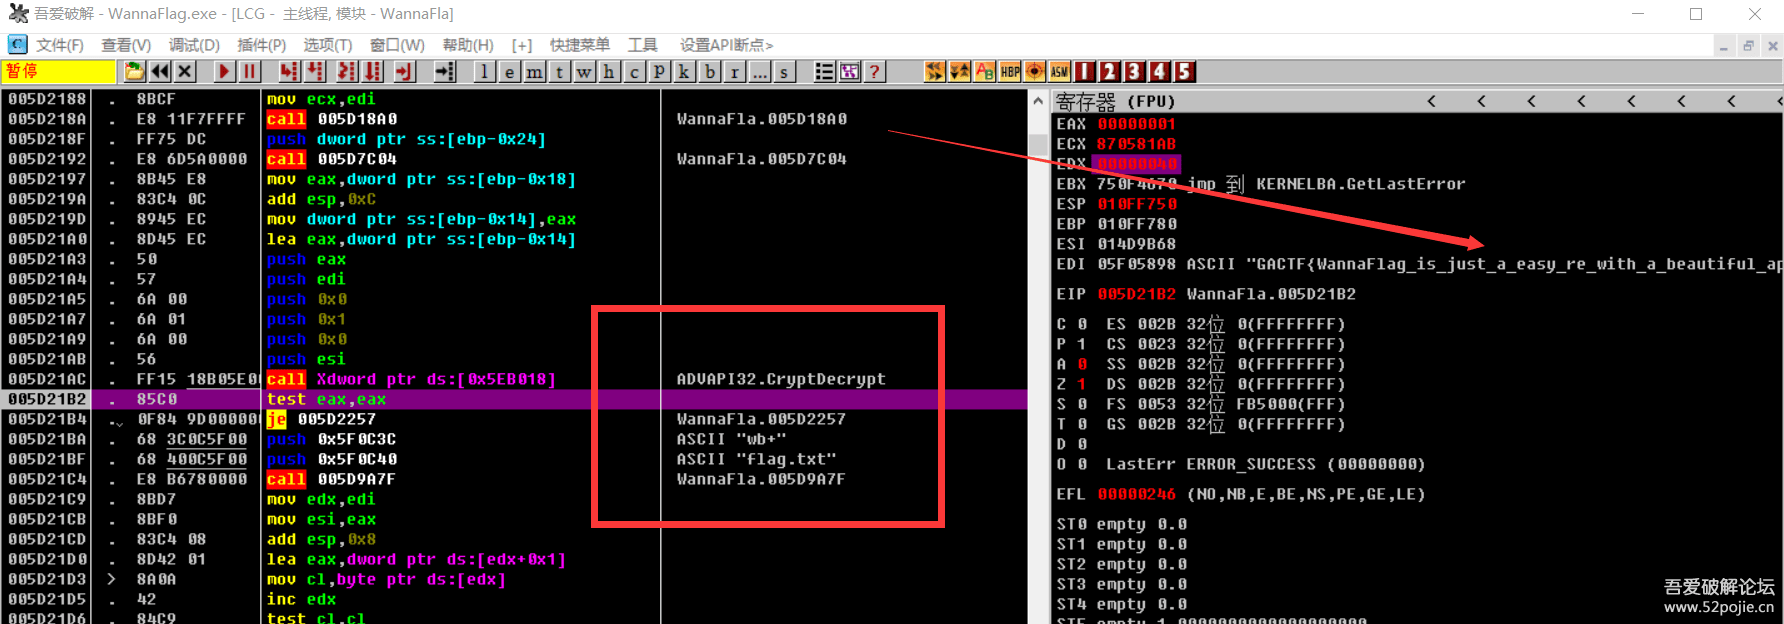 吾爱破解 - WannaFlag.exe - [LCG - 主线程, 模块 - WannaFla]
C 文件(F) 查看(V) 调试(D) 插件(P) 选项(T) 窗口(W) 帮助(H) [+] 快捷菜单 工具 设置API断点>
暂停 l e m t w h c P k b r ... s ? A B HBP ASM 1 2 3 4 5
005D2188 . 8BCF mov ecx,edi
005D218A . E8 11F7FFFF call 005D18A0 WannaFla.005D18A0
005D218F . FF75 DC push dword ptr ss:[ebp-0x24]
005D2192 . E8 6D5A0000 call 005D7C04 WannaFla.005D7C04
005D2197 . 8B45 E8 mov eax,dword ptr ss:[ebp-0x18]
005D219A . 83C4 0C add esp,0xC
005D219D . 8945 EC mov dword ptr ss:[ebp-0x14],eax
005D21A0 . 8D45 EC lea eax,dword ptr ss:[ebp-0x14]
005D21A3 . 50 push eax
005D21A4 . 57 push edi
005D21A5 . 6A 00 push 0x0
005D21A7 . 6A 01 push 0x1
005D21A9 . 6A 00 push 0x0
005D21AB . 56 push esi
005D21AC . FF15 18B05E00 call Xdword ptr ds:[0x5EB018] ADVAPI32.CryptDecrypt
005D21B2 . 85C0 test eax,eax
005D21B4 . 0F84 9D000000 je 005D2257 WannaFla.005D2257
005D21BA . 68 3C0C5F00 push 0x5F0C3C ASCII "wb+"
005D21BF . 68 400C5F00 push 0x5F0C40 ASCII "flag.txt"
005D21C4 . E8 B6780000 call 005D9A7F WannaFla.005D9A7F
005D21C9 . 8BD7 mov edx,edi
005D21CB . 8BF0 mov esi,eax
005D21CD . 83C4 08 add esp,0x8
005D21D0 . 8D42 01 lea eax,dword ptr ds:[edx+0x1]
005D21D3 > 8A0A mov cl,byte ptr ds:[edx]
005D21D5 . 42 inc edx
005D21D6 . 84C9 test cl,cl
寄存器 (FPU) < < < < < < < <
EAX 00000001
ECX 870581AB
EDX 00000040
EBX 750F4670 jmp 到 KERNELBA.GetLastError
ESP 010FF750
EBP 010FF780
ESI 014D9B68
EDI 05F05898 ASCII "GACTF{WannaFlag_is_just_a_easy_re_with_a_beautiful_ap
EIP 005D21B2 WannaFla.005D21B2
C 0 ES 002B 32位 0(FFFFFFFF)
P 1 CS 0023 32位 0(FFFFFFFF)
A 0 SS 002B 32位 0(FFFFFFFF)
Z 1 DS 002B 32位 0(FFFFFFFF)
S 0 FS 0053 32位 FB5000(FFF)
T 0 GS 002B 32位 0(FFFFFFFF)
D 0
O 0 LastErr ERROR_SUCCESS (00000000)
EFL 00000246 (NO,NB,E,BE,NS,PE,GE,LE)
ST0 empty 0.0
ST1 empty 0.0
ST2 empty 0.0
ST3 empty 0.0
ST4 empty 0.0
吾爱破解论坛
www.52pojie.cn